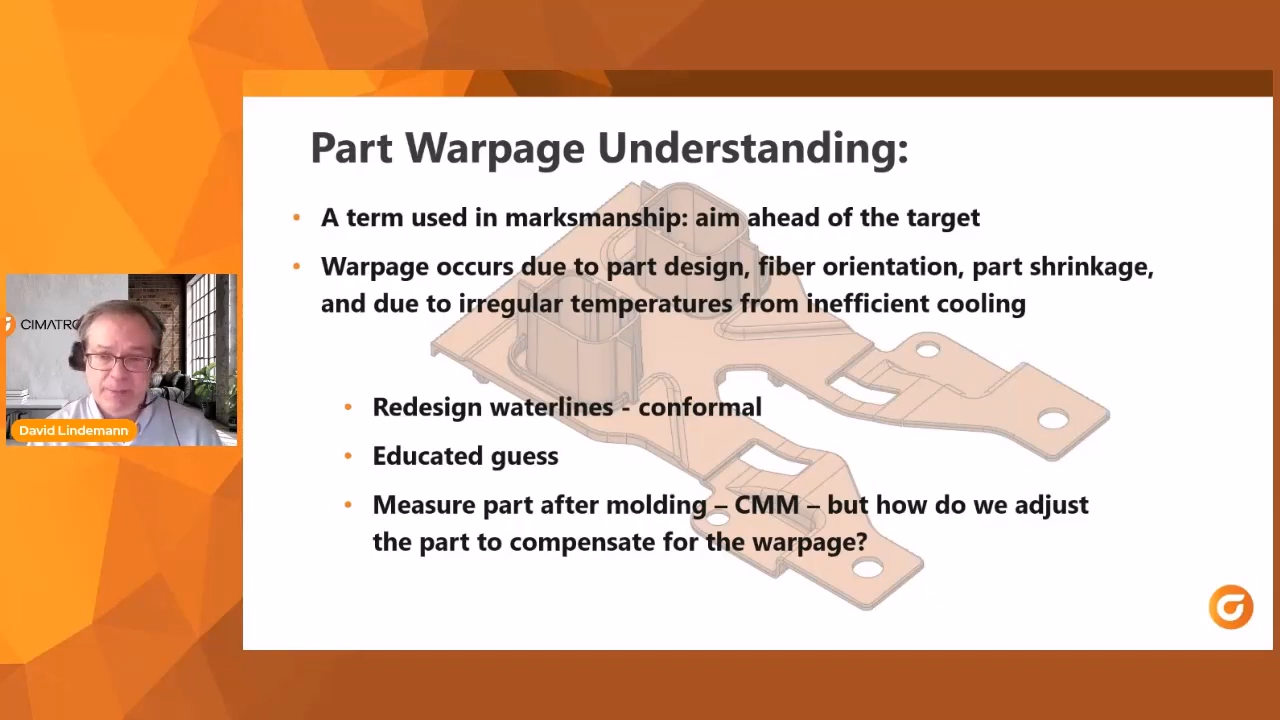 Part Warpage Understanding:
• A term used in marksmanship: aim ahead of the target
• Warpage occurs due to part design, fiber orientation, part shrinkage,
and due to irregular temperatures from inefficient cooling
• Redesign waterlines - conformal
• Educated guess
• Measure part after molding – CMM – but how do we adjust
the part to compensate for the warpage?
CIMATRO
David Lindemann